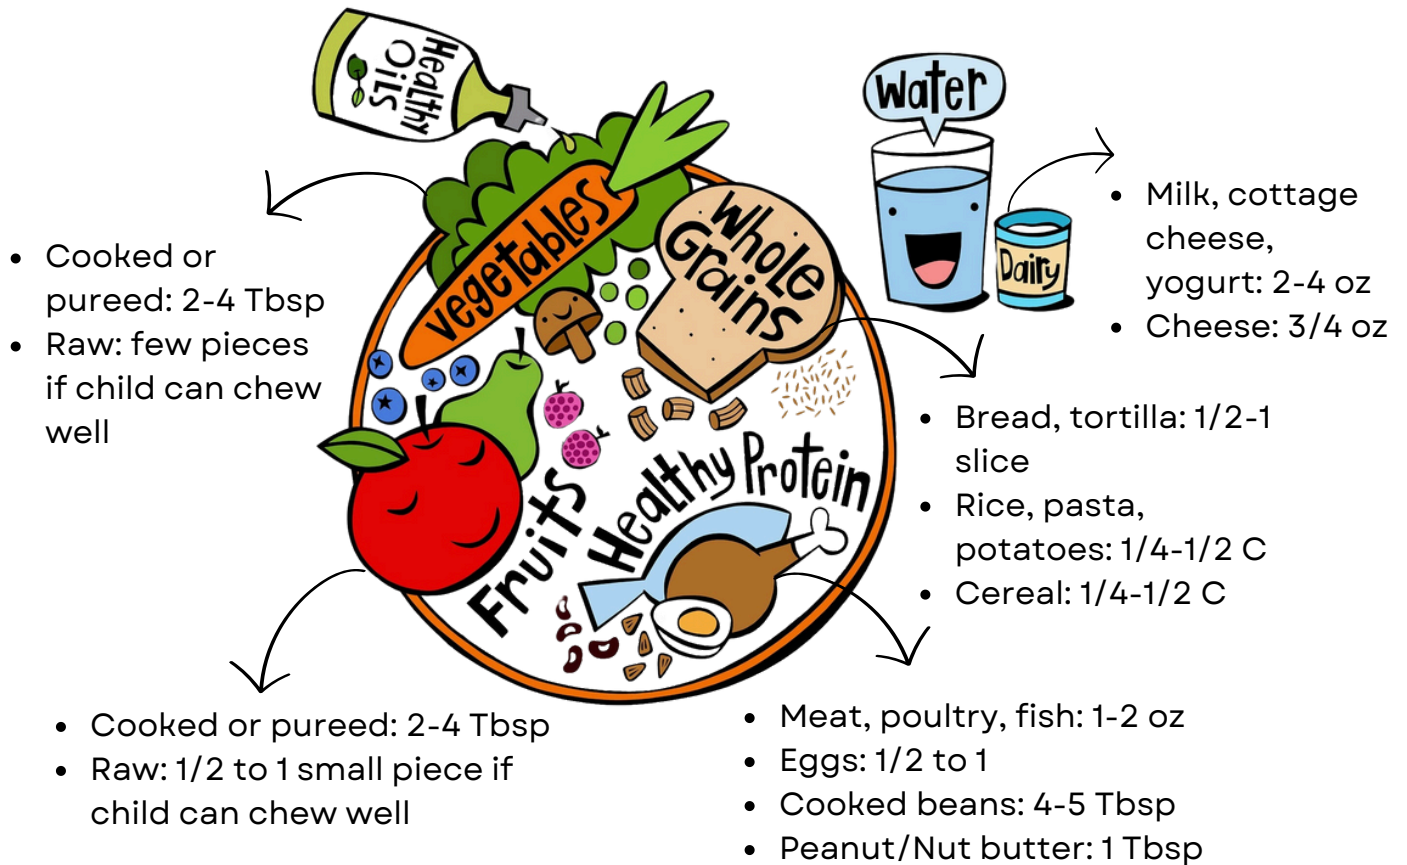 Healthy
Oils
Water
vegetables
Whole
Grains
Dairy
• Milk, cottage
cheese,
yogurt: 2-4 oz
• Cheese: 3/4 oz
• Cooked or
pureed: 2-4 Tbsp
• Raw: few pieces
if child can chew
well
• Bread, tortilla: 1/2-1
slice
• Rice, pasta,
potatoes: 1/4-1/2 C
• Cereal: 1/4-1/2 C
Fruits
Healthy Protein
• Cooked or pureed: 2-4 Tbsp
• Raw: 1/2 to 1 small piece if
child can chew well
• Meat, poultry, fish: 1-2 oz
• Eggs: 1/2 to 1
• Cooked beans: 4-5 Tbsp
• Peanut/Nut butter: 1 Tbsp